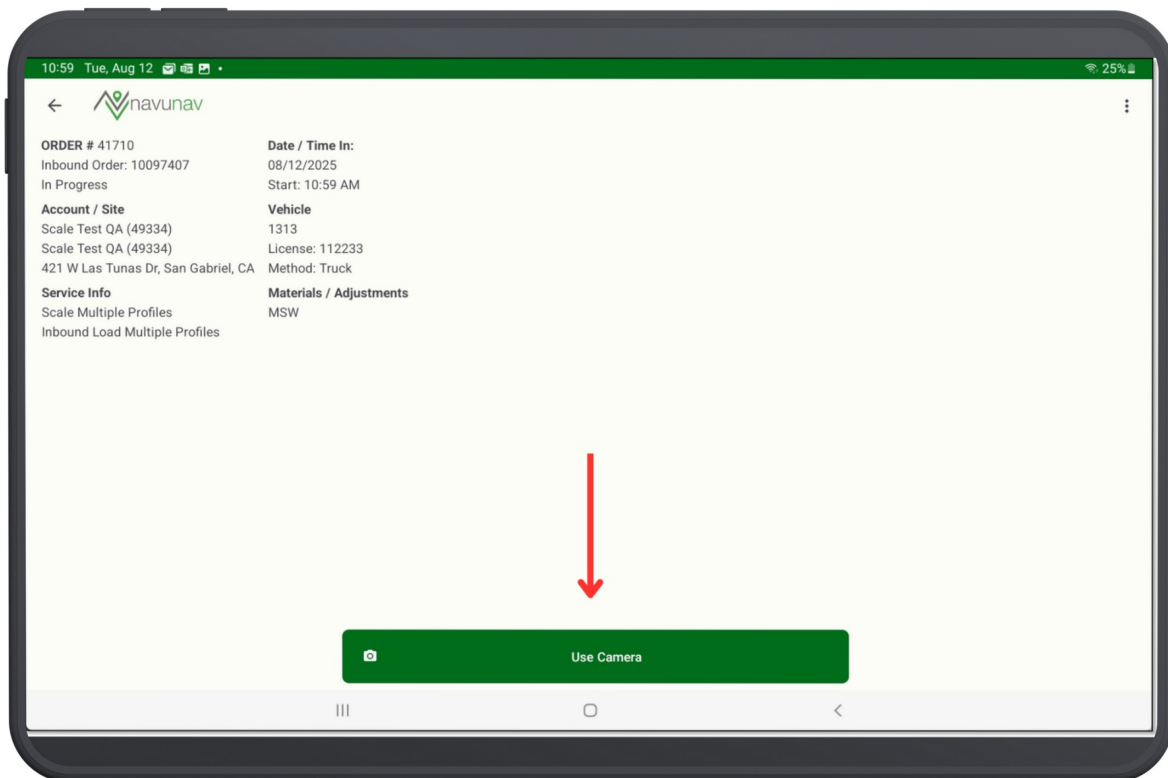 10:59 Tue, Aug 12
25%
navunav
ORDER # 41710
Inbound Order: 10097407
In Progress
Date / Time In:
08/12/2025
Start: 10:59 AM
Account / Site
Scale Test QA (49334)
Scale Test QA (49334)
421 W Las Tunas Dr, San Gabriel, CA
Vehicle
1313
License: 112233
Method: Truck
Service Info
Scale Multiple Profiles
Inbound Load Multiple Profiles
Materials / Adjustments
MSW
Use Camera